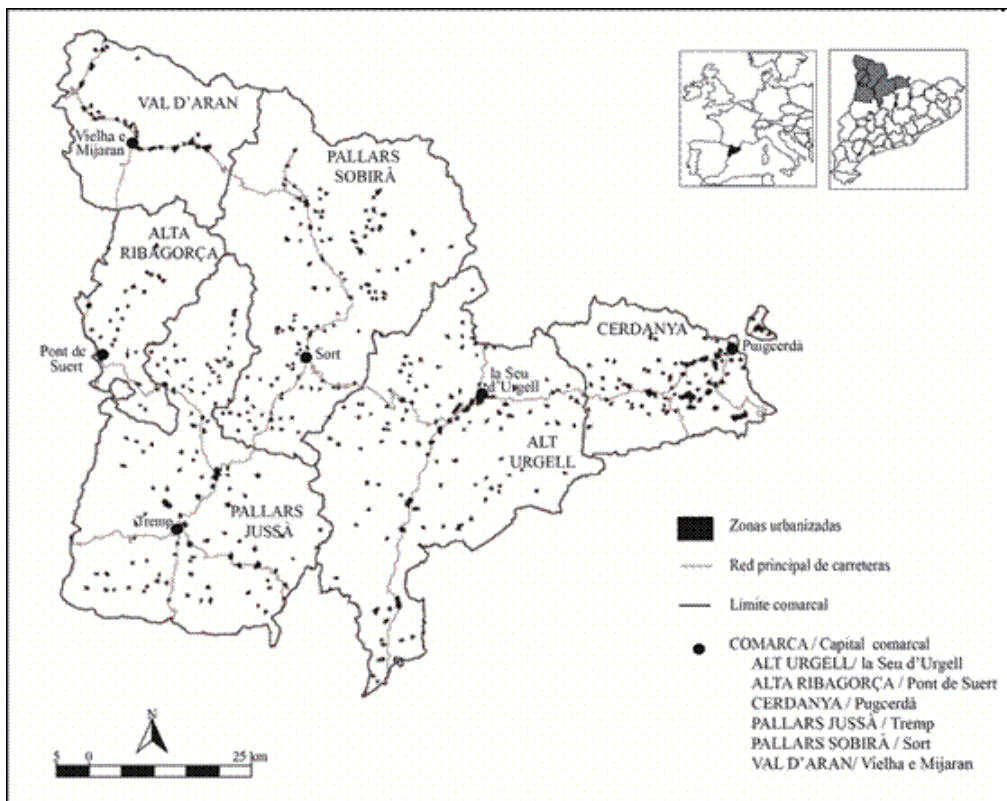 VAL D'ARAN
Vielha e
Mijaran
PALLARS
SOBIRÀ
ALTA
RIBAGORÇA
CERDANYA
Puigcerdà
Pont de
Suert
Sort
la Seu
d'Urgell
ALT
URGELL
Tremp
PALLARS
JUSSÀ
Zonas urbanizadas
Red principal de carreteras
Límite comarcal
COMARCA / Capital comarcal
ALT URGELL/ la Seu d'Urgell
ALTA RIBAGORÇA / Pont de Suert
CERDANYA / Pugcerdà
PALLARS JUSSÀ / Tremp
PALLARS SOBIRÀ / Sort
VAL D'ARAN/ Vielha e Mijaran
N
5 0 25 km